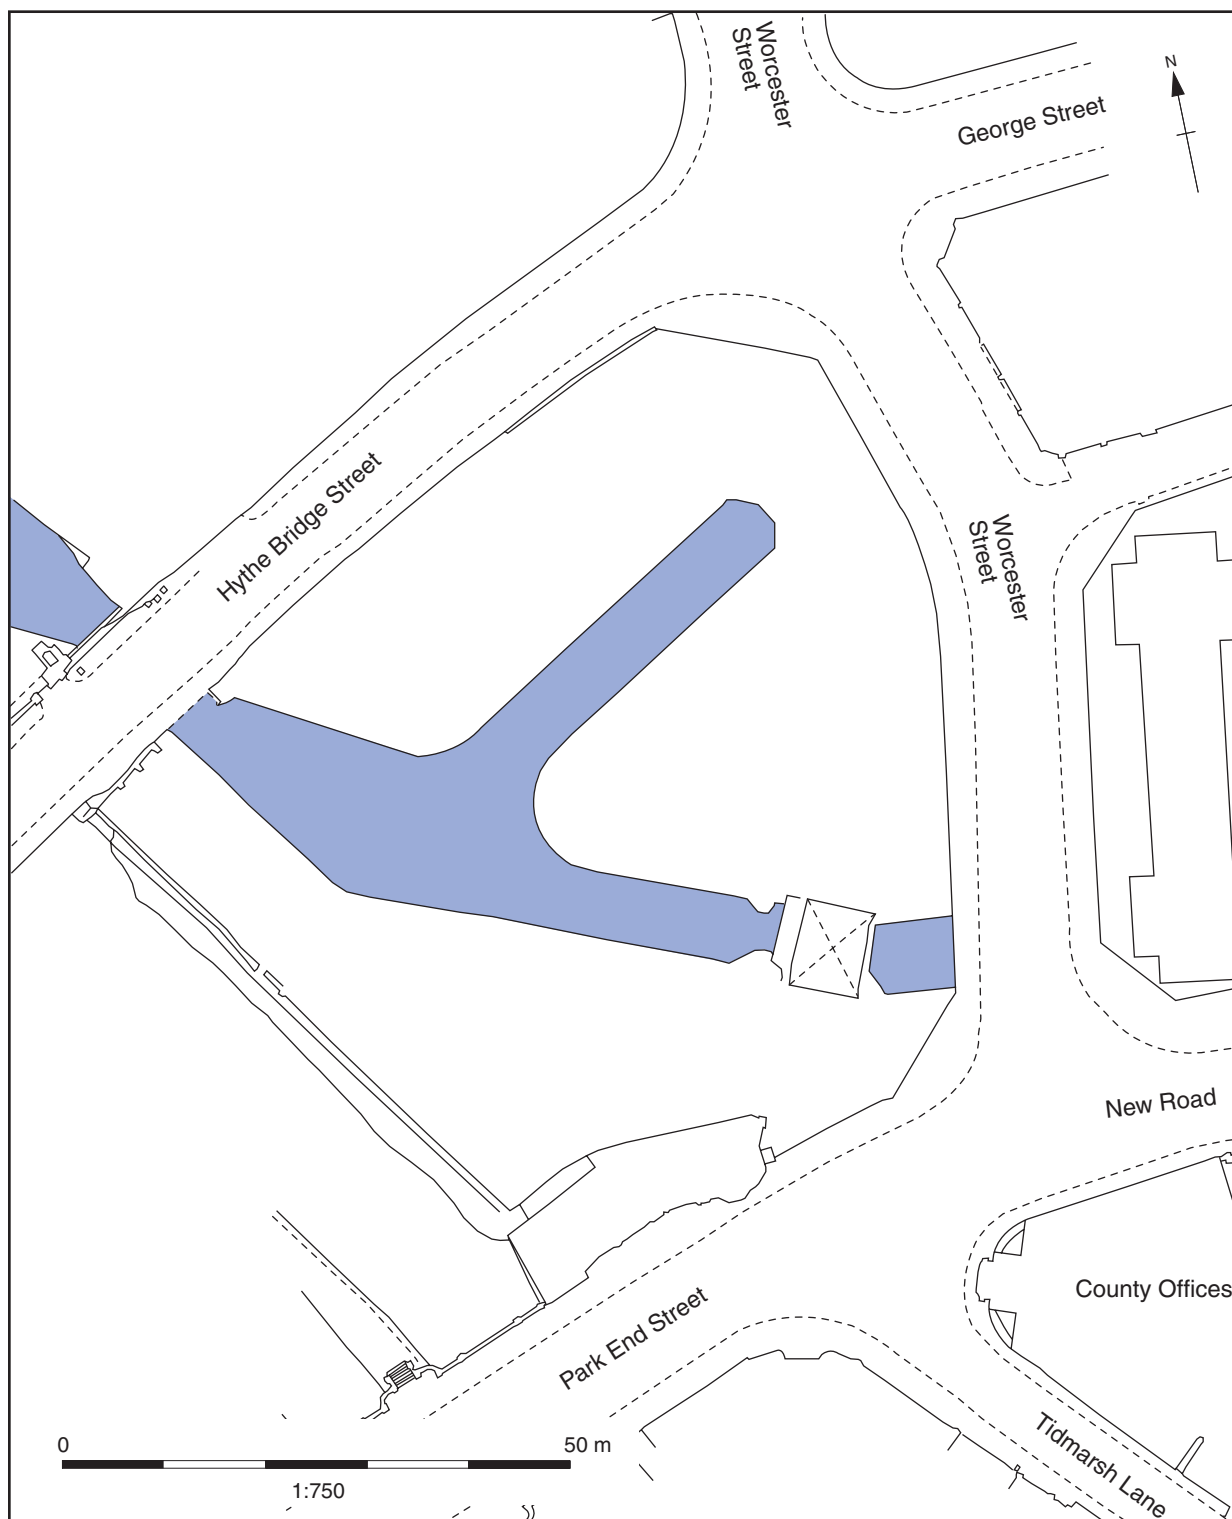 Worcester
Street
N
George Street
Hythe Bridge Street
Worcester
Street
New Road
County Offices
Park End Street
Tidmarsh Lane
0
50 m
1:750